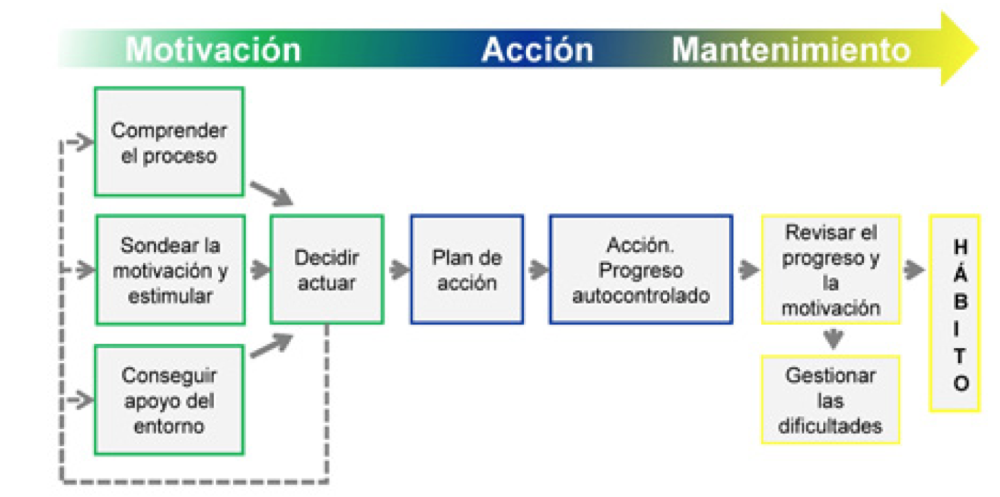 Motivación Acción Mantenimiento
Comprender
el proceso
Sondear la
motivación y
estimular
Conseguir
apoyo del
entorno
Decidir
actuar
Plan de
acción
Acción.
Progreso
autocontrolado
Revisar el
progreso y
la
motivación
Gestionar
las
dificultades
H
Á
B
I
T
O